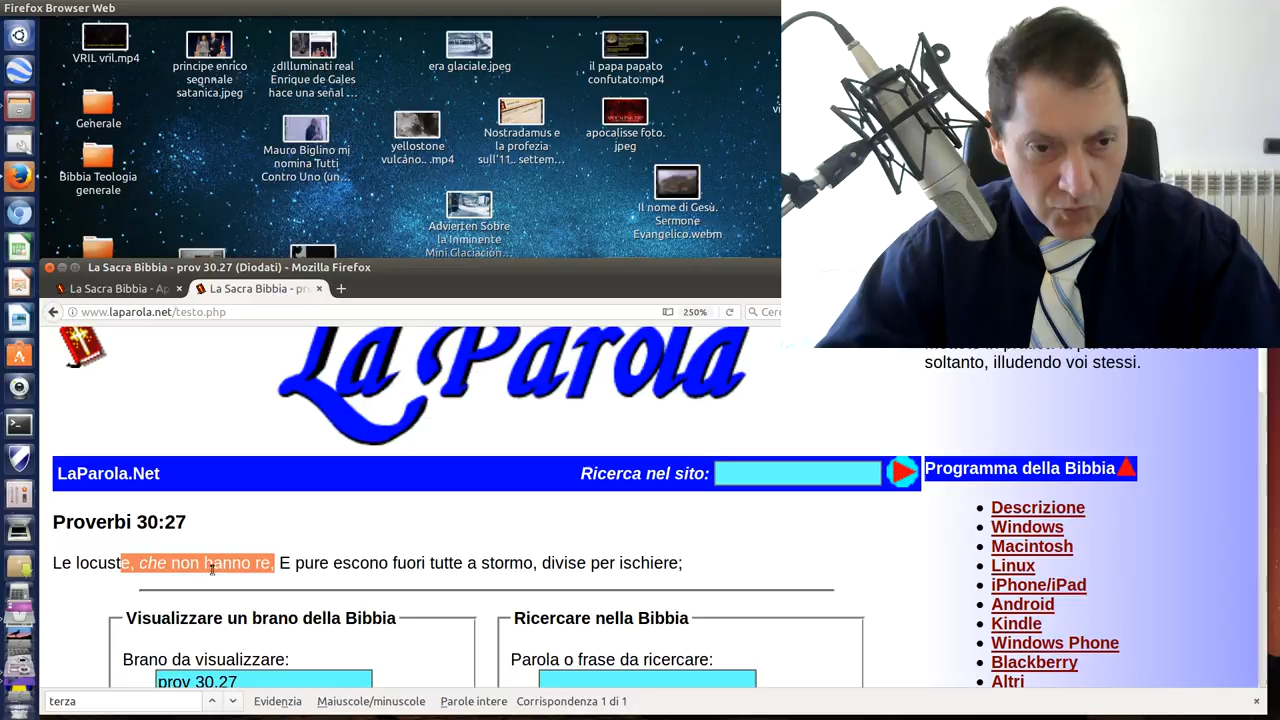 Firefox Browser Web
VRIL vril.mp4
principe enrico
segnnale
satanica.jpeg
¿dIlluminati real
Enrique de Gales
hace una señal ...
era glaciale.jpeg
il papa papato
confutato:mp4
Generale
Mauro Biglino mi
nomina Tutti
Contro Uno (un...
yellostone
vulcáno.. .mp4
Nostradamus e
la profezia
sull'11.. settem...
apocalisse foto.
jpeg
Bibbia Teologia
generale
Advierten Sobre
la Inminente
Mini Glaciación...
Il nome di Gesù.
Sermone
Evangelico.webm
La Sacra Bibbia - prov 30.27 (Diodati) - Mozilla Firefox
La Sacra Bibbia - Ap
La Sacra Bibbia - pr
www.laparola.net/testo.php
250%
Cerc
La Parola
soltanto, illudendo voi stessi.
LaParola.Net
Ricerca nel sito:
Programma della Bibbia
Proverbi 30:27
Le locuste, che non hanno re, E pure escono fuori tutte a stormo, divise per ischiere;
Descrizione
Windows
Macintosh
Linux
iPhone/iPad
Android
Kindle
Windows Phone
Blackberry
Altri
Visualizzare un brano della Bibbia
Ricercare nella Bibbia
Brano da visualizzare:
Parola o frase da ricercare:
prov 30.27
terza
Evidenzia
Maiuscole/minuscole
Parole intere
Corrispondenza 1 di 1